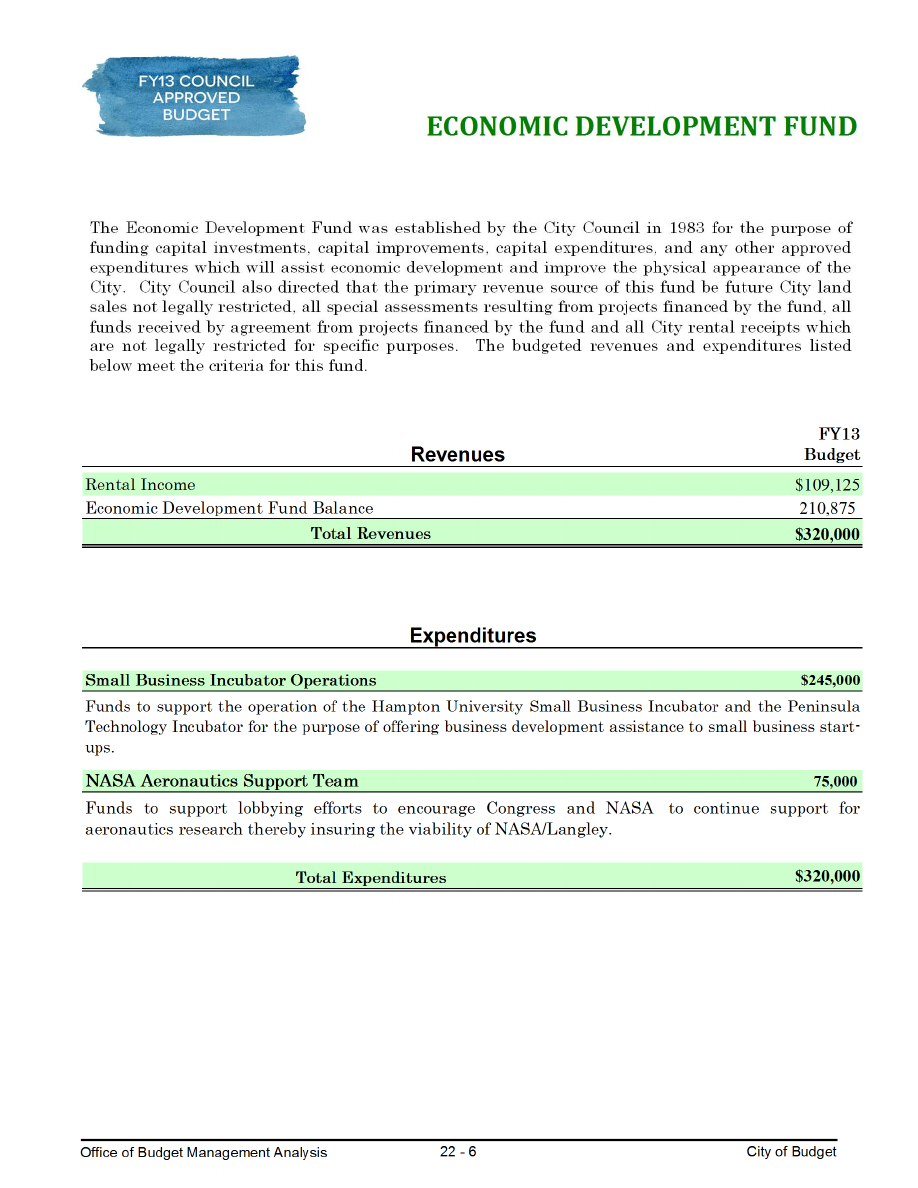 FY13 COUNCIL
APPROVED
BUDGET
ECONOMIC DEVELOPMENT FUND
The Economic Development Fund was established by the City Council in 1983 for the purpose of
funding capital investments, capital improvements, capital expenditures, and any other approved
expenditures which will assist economic development and improve the physical appearance of the
City. City Council also directed that the primary revenue source of this fund be future City land
sales not legally restricted, all special assessments resulting from projects financed by the fund, all
funds received by agreement from projects financed by the fund and all City rental receipts which
are not legally restricted for specific purposes. The budgeted revenues and expenditures listed
below meet the criteria for this fund.
FY13
Revenues Budget
Rental Income $109,125
Economic Development Fund Balance 210,875
Total Revenues $320,000
Expenditures
Small Business Incubator Operations $245,000
Funds to support the operation of the Hampton University Small Business Incubator and the Peninsula
Technology Incubator for the purpose of offering business development assistance to small business start-
ups.
NASA Aeronautics Support Team 75,000
Funds to support lobbying efforts to encourage Congress and NASA to continue support for
aeronautics research thereby insuring the viability of NASA/Langley.
Total Expenditures $320,000
Office of Budget Management Analysis 22 - 6 City of Budget